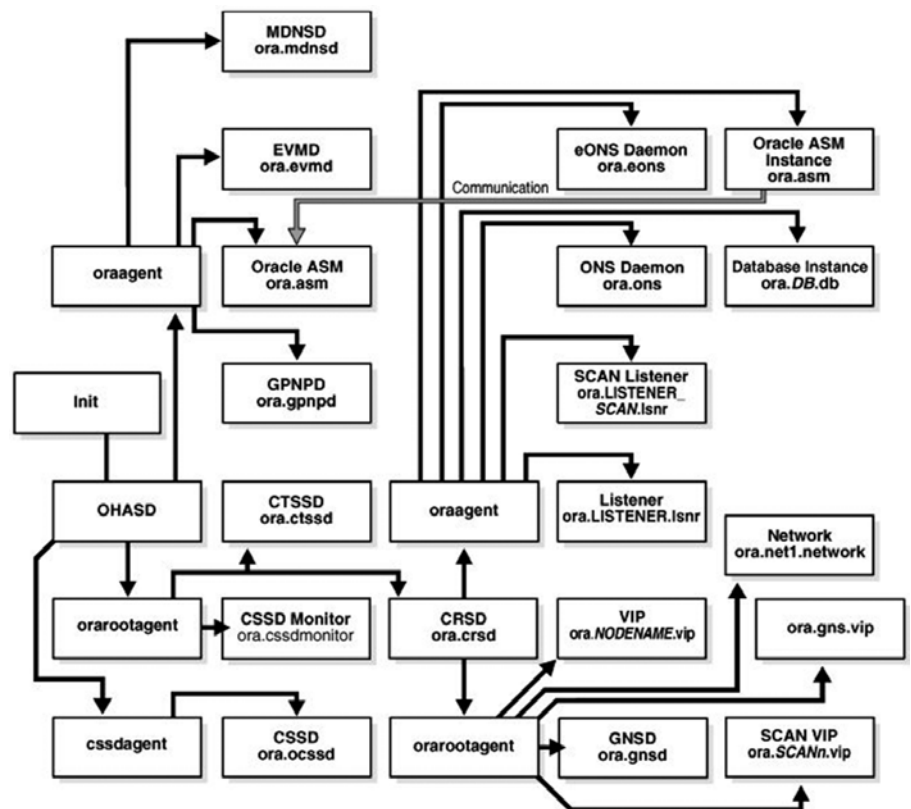 MDNSD
ora.mdnsd
EVMD
ora.evmd
eONS Daemon
ora.eons
Oracle ASM
Instance
ora.asm
Communication
oraagent
Oracle ASM
ora.asm
ONS Daemon
ora.ons
Database Instance
ora.DB.db
GPNPD
ora.gpnpd
SCAN Listener
ora.LISTENER_
SCAN.lsnr
Init
OHASD
CTSSD
ora.ctssd
oraagent
Listener
ora.LISTENER.lsnr
Network
ora.net1.network
orarootagent
CSSD Monitor
ora.cssdmonitor
CRSD
ora.crsd
VIP
ora.NODENAME.vip
ora.gns.vip
cssdagent
CSSD
ora.ocssd
orarootagent
GNSD
ora.gnsd
SCAN VIP
ora.SCANn.vip